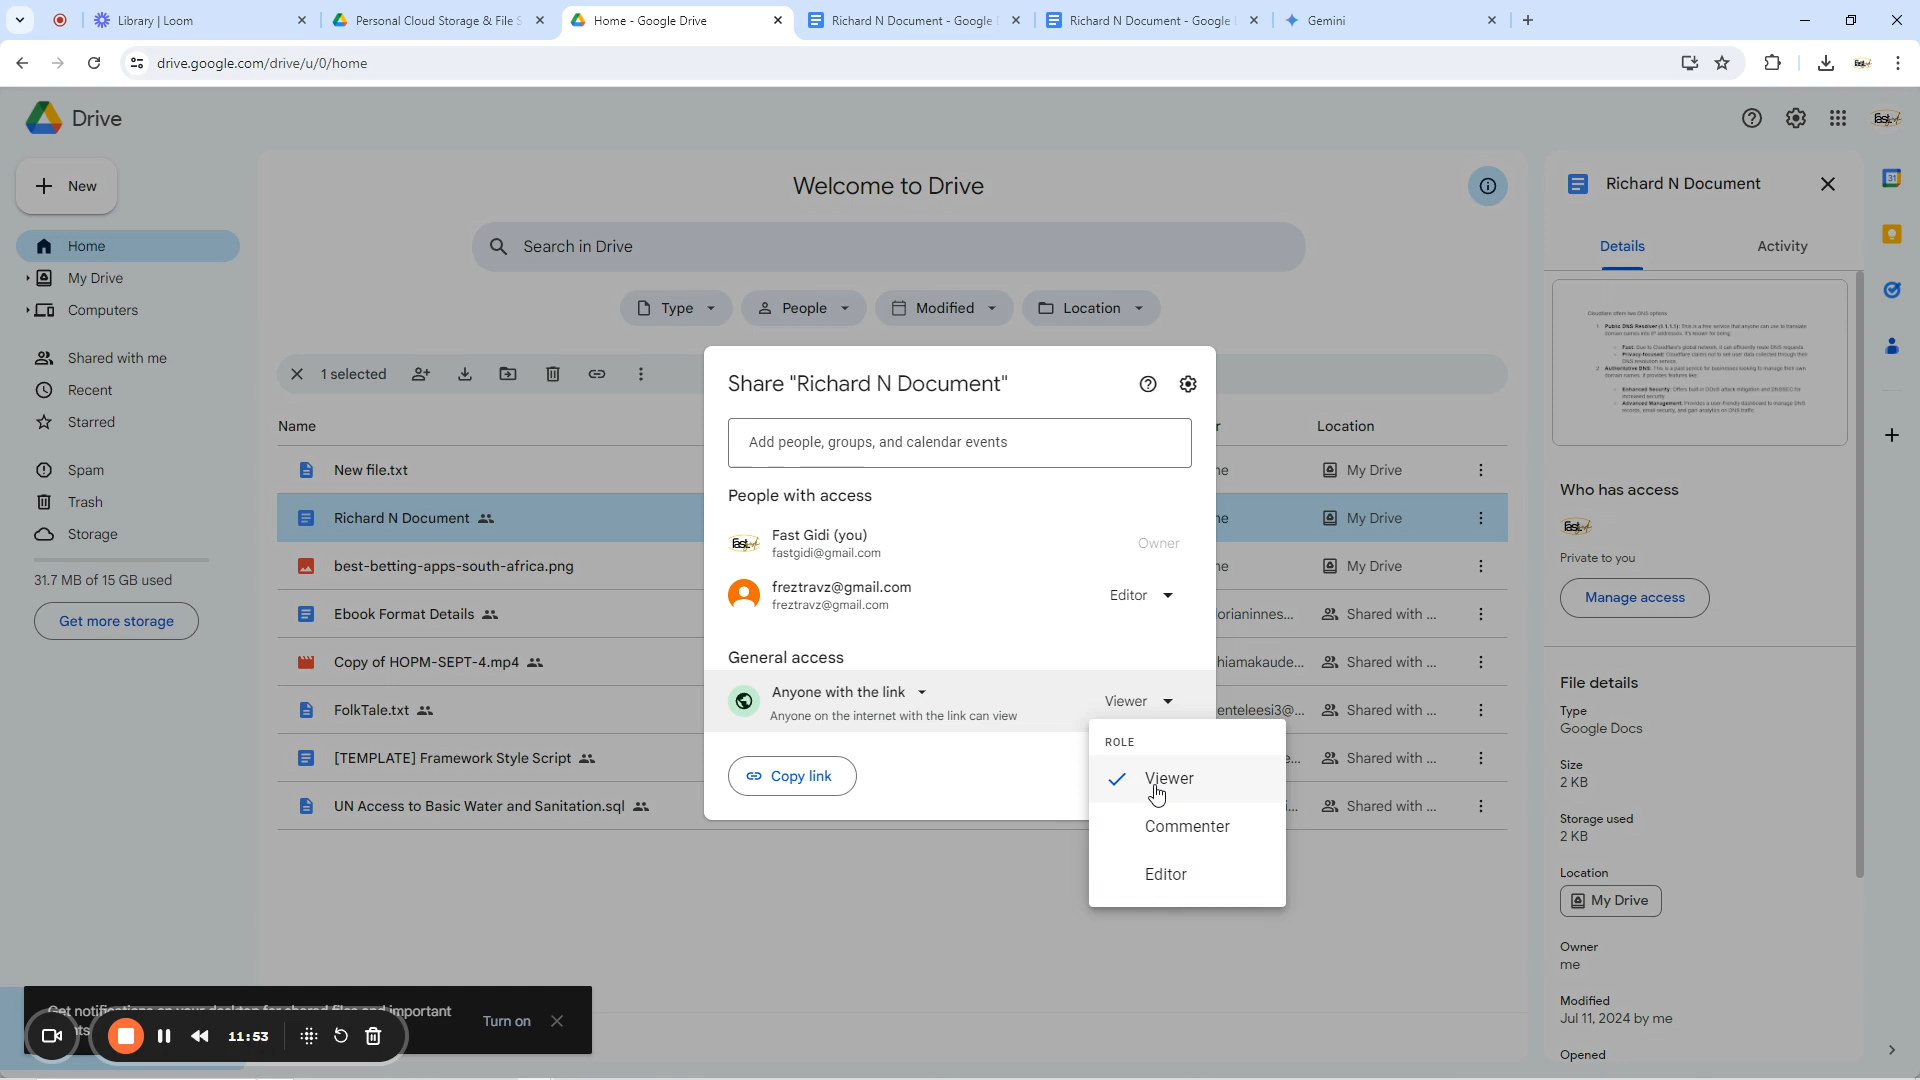 Library | Loom
Personal Cloud Storage & File S
Home - Google Drive
Richard N Document - Google
Richard N Document - Google
Gemini
drive.google.com/drive/u/0/home
Drive
New
Home
My Drive
Computers
Shared with me
Recent
Starred
Spam
Trash
Storage
31.7 MB of 15 GB used
Get more storage
Welcome to Drive
Search in Drive
Type
People
Modified
Location
1 selected
Name
Location
New file.txt
My Drive
Richard N Document
My Drive
best-betting-apps-south-africa.png
My Drive
Ebook Format Details
lorianinnes...
Shared with ...
Copy of HOPM-SEPT-4.mp4
hiamakaude...
Shared with ...
FolkTale.txt
enteleesi3@...
Shared with ...
[TEMPLATE] Framework Style Script
Shared with ...
UN Access to Basic Water and Sanitation.sql
Shared with ...
Share "Richard N Document"
Add people, groups, and calendar events
People with access
Fast Gidi (you)
fastgidi@gmail.com
Owner
freztravz@gmail.com
freztravz@gmail.com
Editor
General access
Anyone with the link
Anyone on the internet with the link can view
Viewer
Copy link
ROLE
Viewer
Commenter
Editor
Richard N Document
Details
Activity
Cloudflare offers two DNS options
Who has access
Private to you
Manage access
File details
Type
Google Docs
Size
2 KB
Storage used
2 KB
Location
My Drive
Owner
me
Modified
Jul 11, 2024 by me
Opened
31
Turn on
11:53